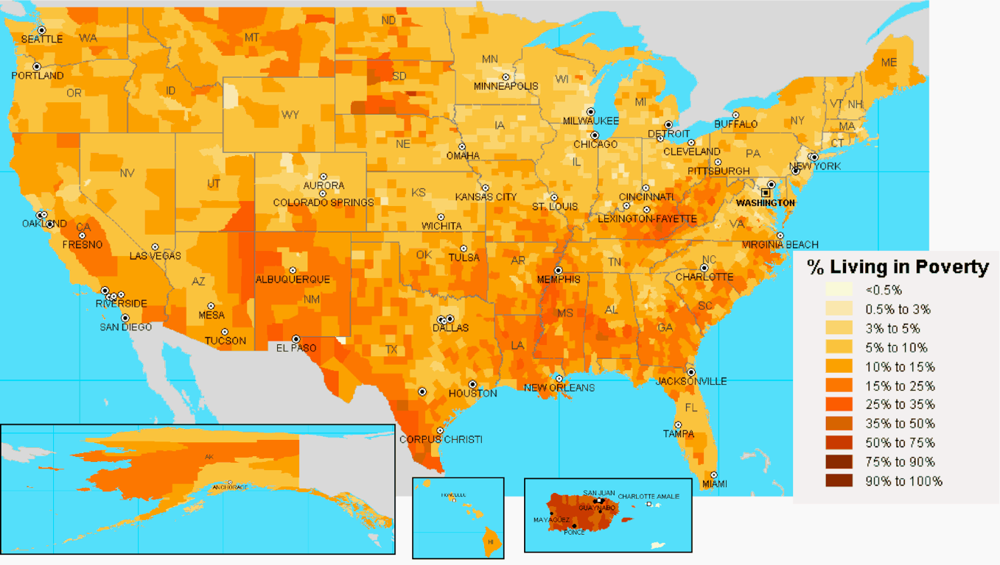 ND
SEATTLE
WA
MT
MN
ME
PORTLAND
SD
MINNEAPOLIS
WI
OR
ID
MI
VT
NH
WY
MILWAUKEE
NY
IA
DETROIT
BUFFALO
MA
NE
CHICAGO
CT
OMAHA
CLEVELAND
PA
IL
NEW YORK
NV
PITTSBURGH
UT
AURORA
KS
KANSAS CITY
CINCINNATI
COLORADO SPRINGS
ST. LOUIS
WASHINGTON
LEXINGTON-FAYETTE
OAKLAND
CA
WICHITA
VA
FRESNO
VIRGINIA BEACH
LAS VEGAS
OK
TULSA
AR
TN
NC
ALBUQUERQUE
MEMPHIS
CHARLOTTE
AZ
NM
RIVERSIDE
MESA
MS
AL
SC
SAN DIEGO
DALLAS
GA
TUCSON
EL PASO
TX
LA
HOUSTON
NEW ORLEANS
JACKSONVILLE
FL
TAMPA
CORPUS CHRISTI
MIAMI
AK
ANCHORAGE
HONOLULU
HI
SAN JUAN
CHARLOTTE AMALIE
GUAYNABO
MAYAGÜEZ
PONCE
% Living in Poverty
<0.5%
0.5% to 3%
3% to 5%
5% to 10%
10% to 15%
15% to 25%
25% to 35%
35% to 50%
50% to 75%
75% to 90%
90% to 100%